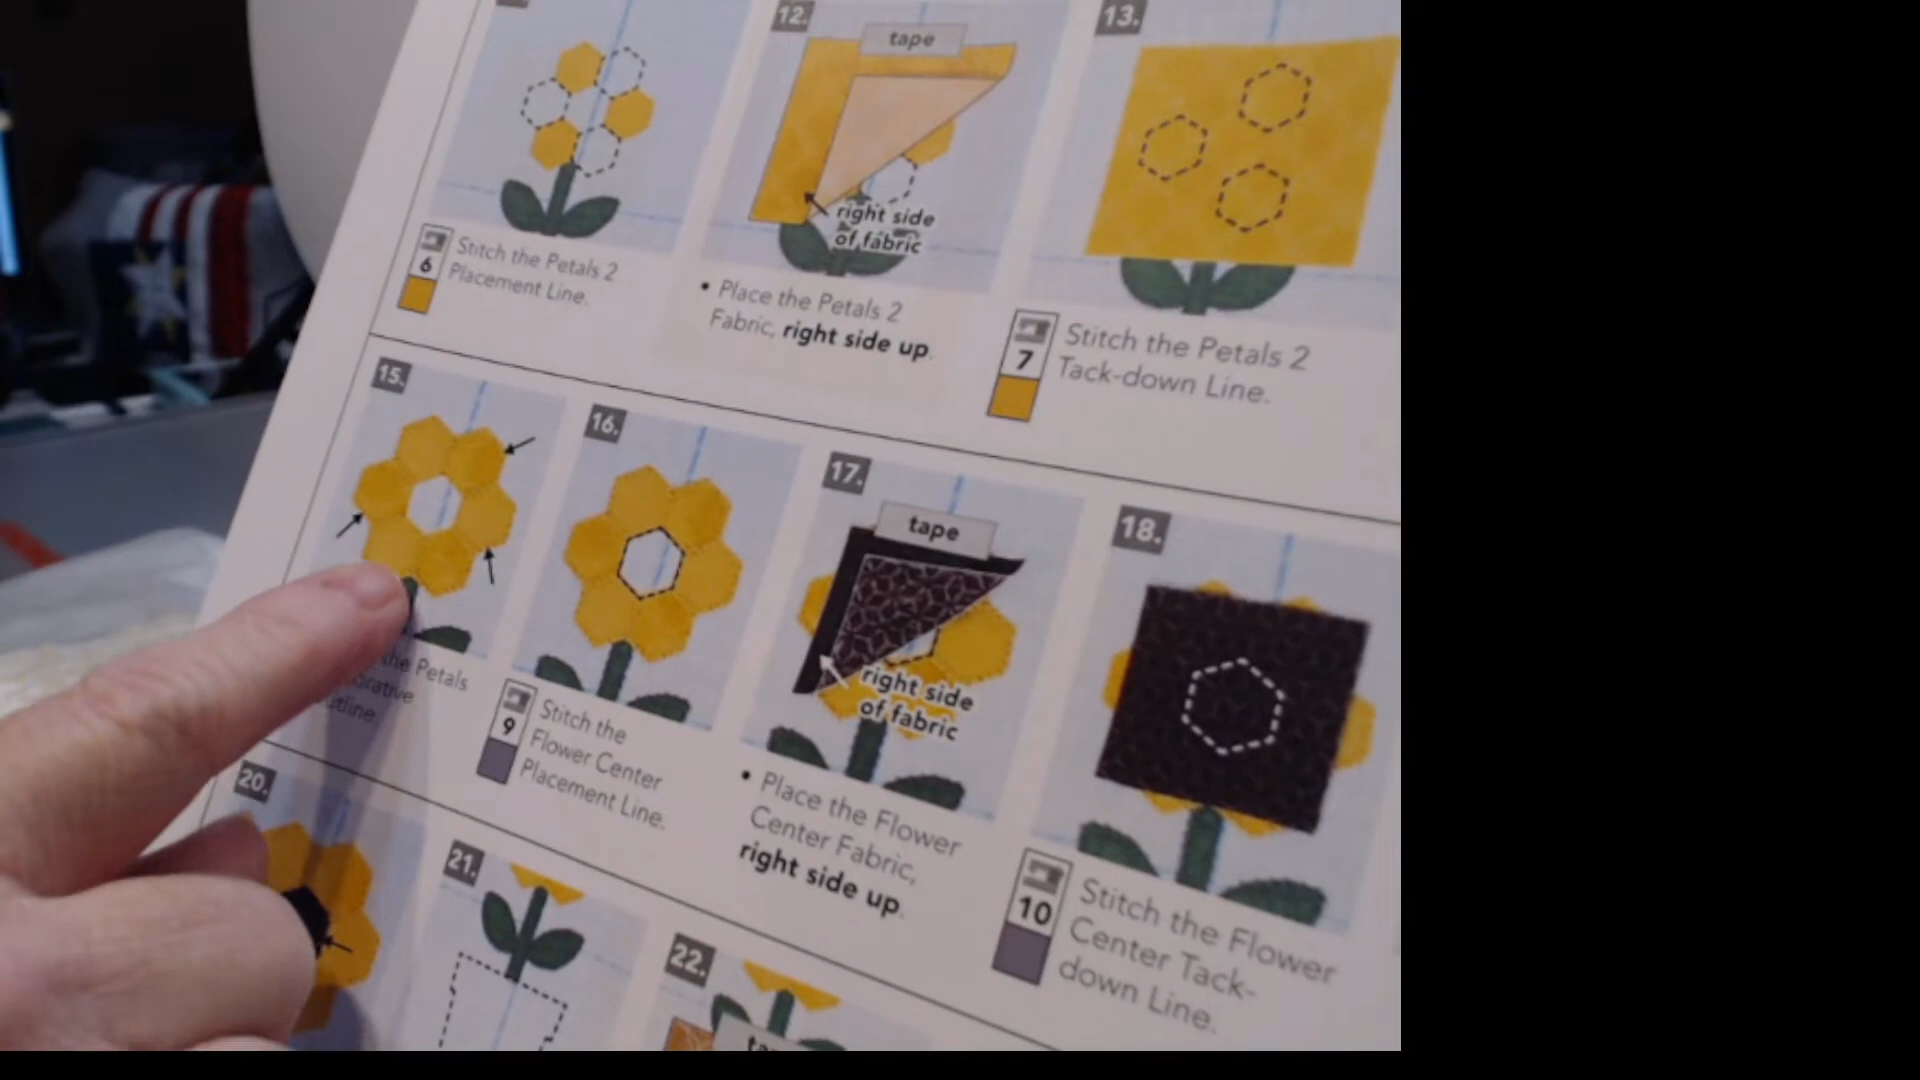 12.
tape
13.
right side
of fabric
6
Stitch the Petals 2
Placement Line.
• Place the Petals 2
Fabric, right side up.
7
Stitch the Petals 2
Tack-down Line.
15.
16.
17.
tape
18.
right side
of fabric
the Petals
9
Stitch the
Flower Center
Placement Line.
• Place the Flower
Center Fabric,
right side up.
10
Stitch the Flower
Center Tack-
down Line.
20.
21.
22.